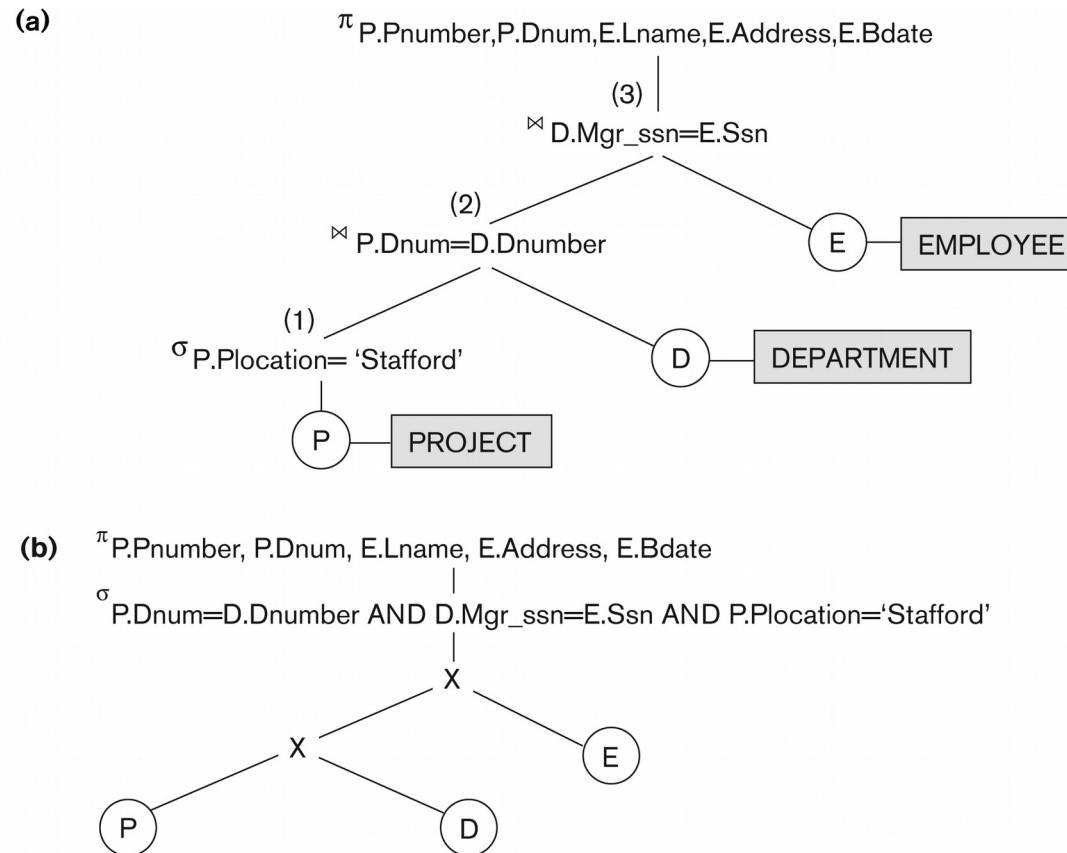 (a)
π P.Pnumber,P.Dnum,E.Lname,E.Address,E.Bdate
(3)
⋈ D.Mgr_ssn=E.Ssn
(2)
⋈ P.Dnum=D.Dnumber
E
EMPLOYEE
(1)
σ P.Plocation= ‘Stafford’
D
DEPARTMENT
P
PROJECT
(b)
π P.Pnumber, P.Dnum, E.Lname, E.Address, E.Bdate
σ P.Dnum=D.Dnumber AND D.Mgr_ssn=E.Ssn AND P.Plocation=‘Stafford’
X
X
E
P
D